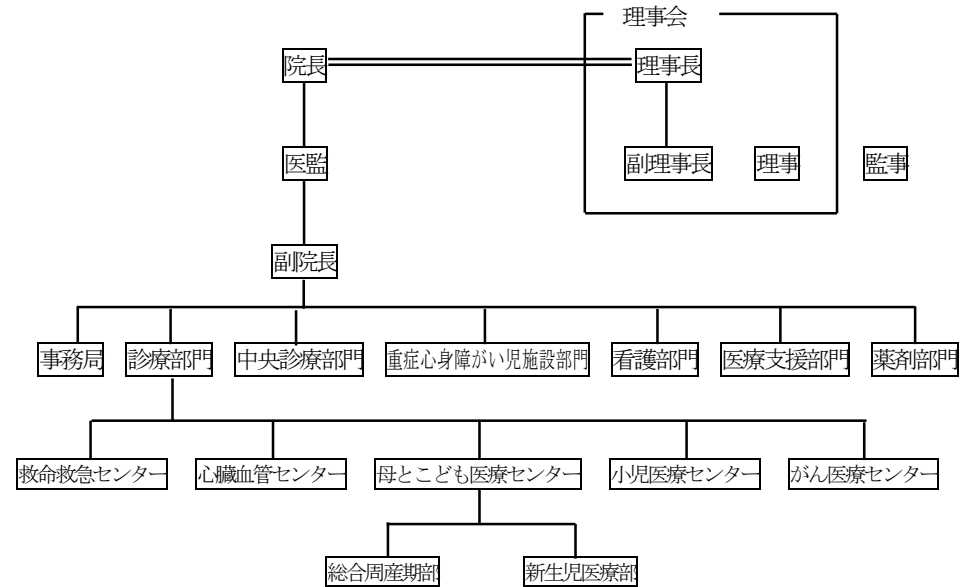 理事会
院長
理事長
医監
副理事長
理事
監事
副院長
事務局
診療部門
中央診療部門
重症心身障がい児施設部門
看護部門
医療支援部門
薬剤部門
救命救急センター
心臓血管センター
母とこども医療センター
小児医療センター
がん医療センター
総合周産期部
新生児医療部